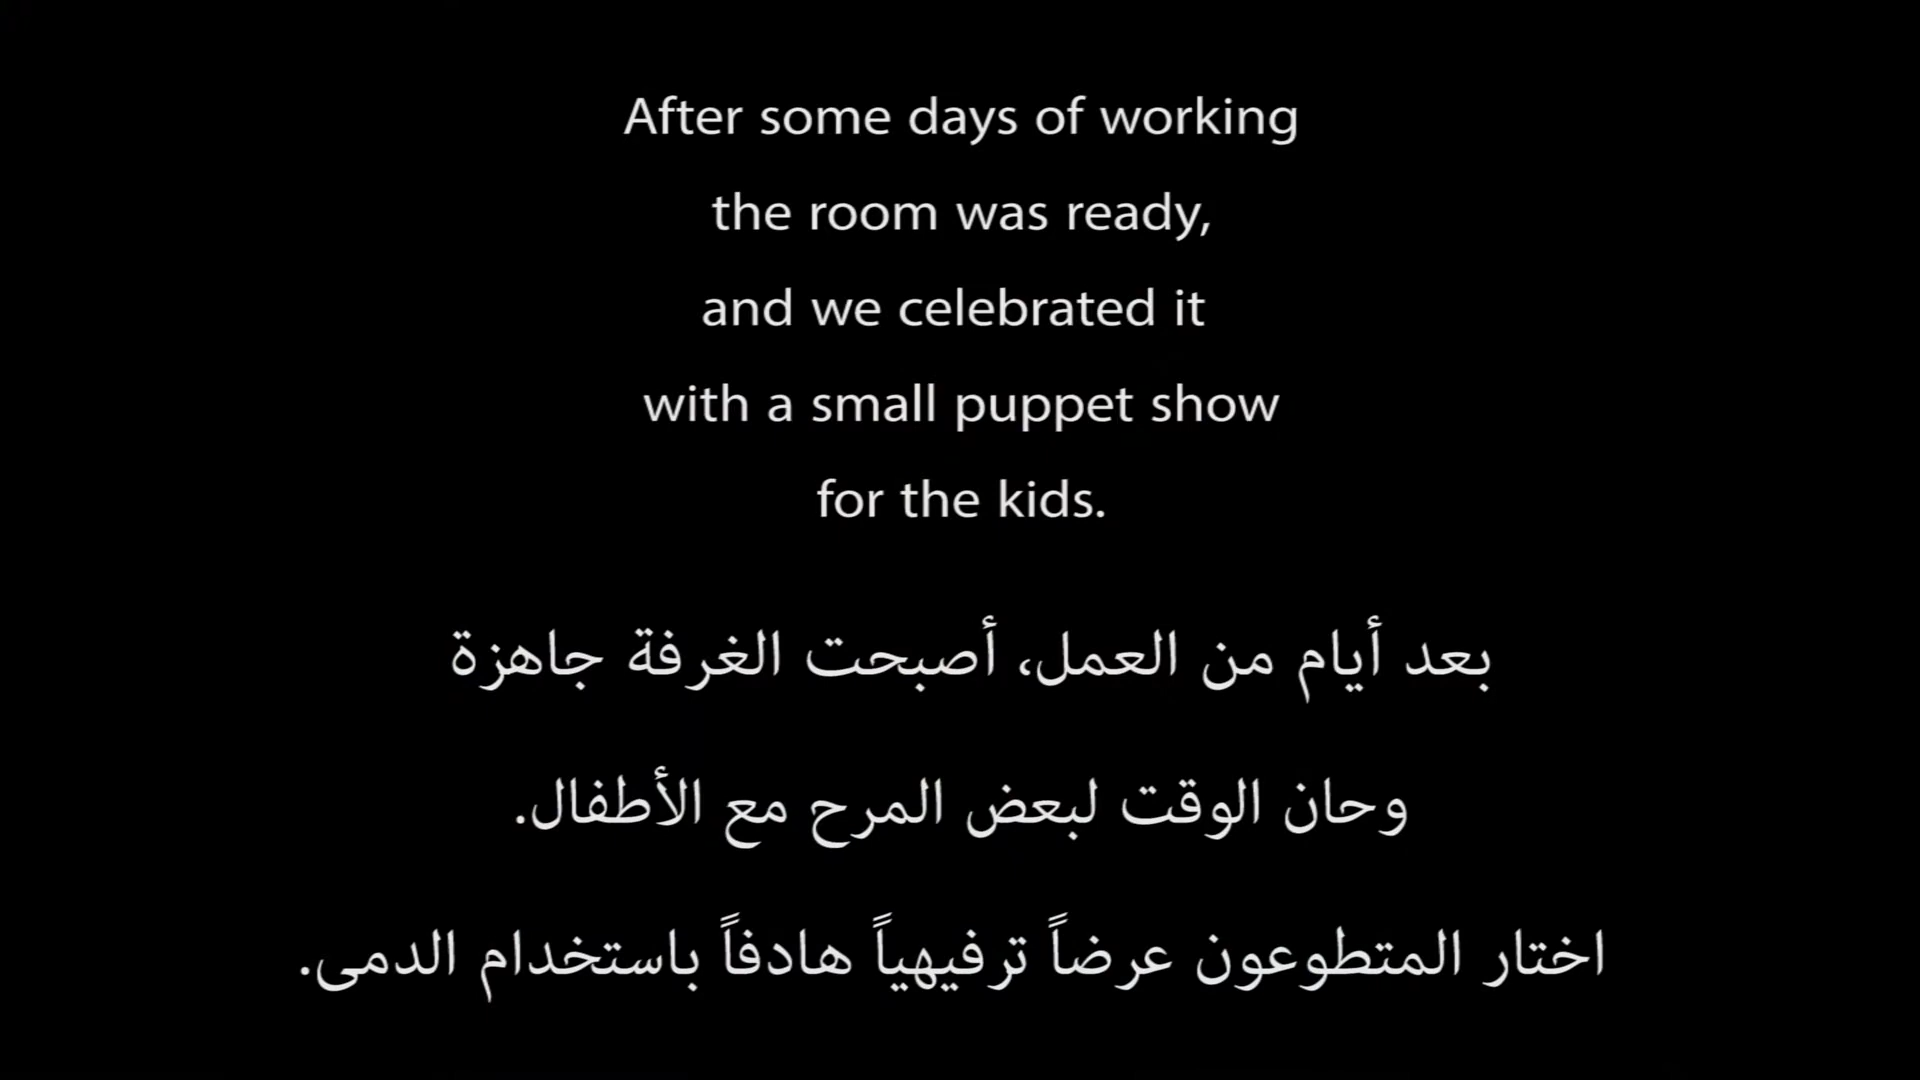 After some days of working
the room was ready,
and we celebrated it
with a small puppet show
for the kids.
بعد أيام من العمل، أصبحت الغرفة جاهزة
وحان الوقت لبعض المرح مع الأطفال.
اختار المتطوعون عرضاً ترفيهياً هادفاً باستخدام الدمى.